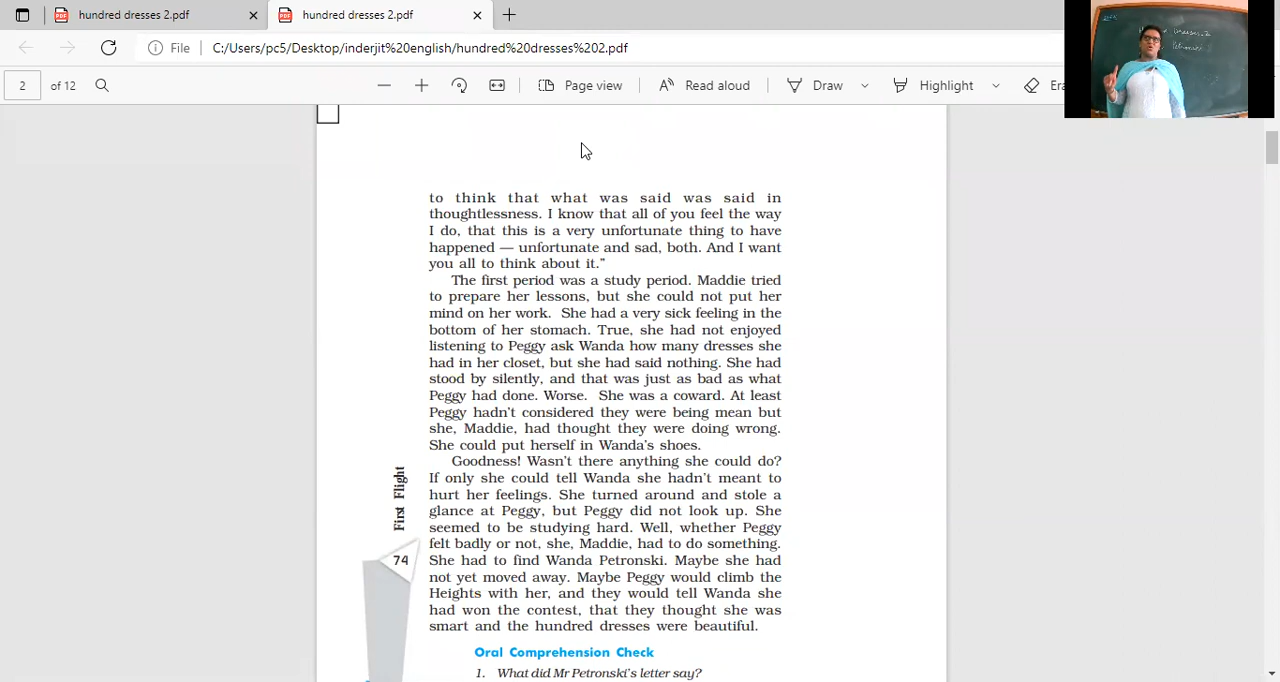 hundred dresses 2.pdf
hundred dresses 2.pdf
File
C:/Users/pc5/Desktop/inderjit%20english/hundred%20dresses%202.pdf
2 of 12
Page view
Read aloud
Draw
Highlight
Era
to think that what was said was said in
thoughtlessness. I know that all of you feel the way
I do, that this is a very unfortunate thing to have
happened — unfortunate and sad, both. And I want
you all to think about it.”
The first period was a study period. Maddie tried
to prepare her lessons, but she could not put her
mind on her work. She had a very sick feeling in the
bottom of her stomach. True, she had not enjoyed
listening to Peggy ask Wanda how many dresses she
had in her closet, but she had said nothing. She had
stood by silently, and that was just as bad as what
Peggy had done. Worse. She was a coward. At least
Peggy hadn’t considered they were being mean but
she, Maddie, had thought they were doing wrong.
She could put herself in Wanda’s shoes.
Goodness! Wasn’t there anything she could do?
If only she could tell Wanda she hadn’t meant to
hurt her feelings. She turned around and stole a
glance at Peggy, but Peggy did not look up. She
seemed to be studying hard. Well, whether Peggy
felt badly or not, she, Maddie, had to do something.
She had to find Wanda Petronski. Maybe she had
not yet moved away. Maybe Peggy would climb the
Heights with her, and they would tell Wanda she
had won the contest, that they thought she was
smart and the hundred dresses were beautiful.
First Flight
74
Oral Comprehension Check
1. What did Mr Petronski’s letter say?